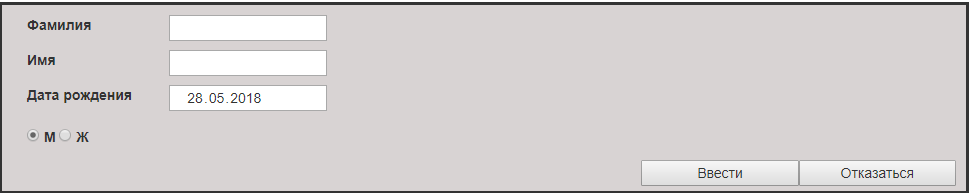 Фамилия
Имя
Дата рождения 28.05.2018
М Ж
Ввести Отказаться